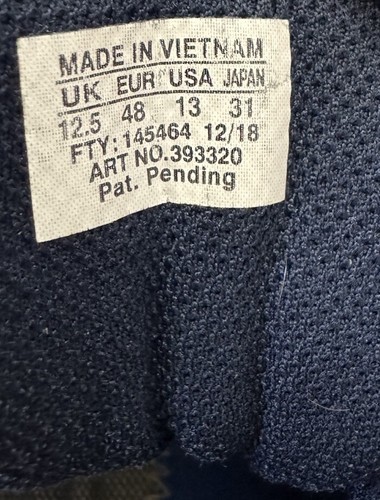 MADE IN VIETNAM
UK EUR USA JAPAN
12.5 48 13 31
FTY: 145464 12/18
ART NO.393320
Pat. Pending